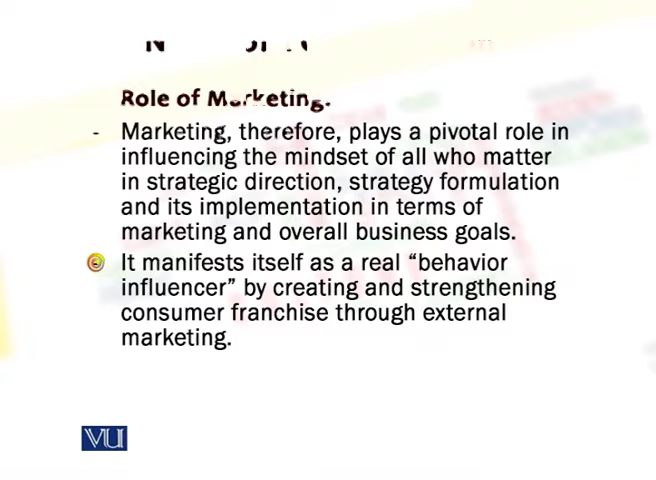 Role of Marketing.
- Marketing, therefore, plays a pivotal role in
influencing the mindset of all who matter
in strategic direction, strategy formulation
and its implementation in terms of
marketing and overall business goals.
It manifests itself as a real “behavior
influencer” by creating and strengthening
consumer franchise through external
marketing.
VU